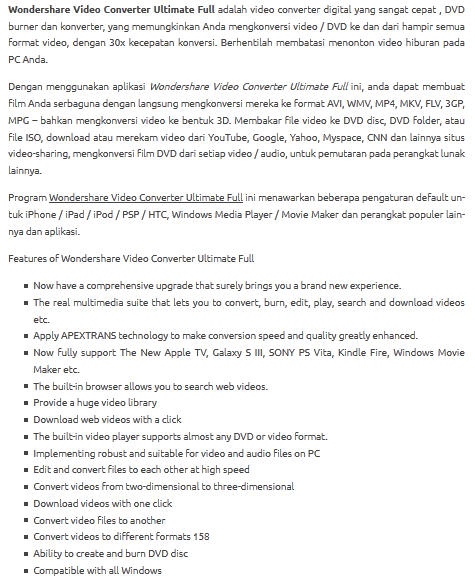 Wondershare Video Converter Ultimate Full adalah video converter digital yang sangat cepat , DVD
burner dan konverter, yang memungkinkan Anda mengkonversi video / DVD ke dan dari hampir semua
format video, dengan 30x kecepatan konversi. Berhentilah membatasi menonton video hiburan pada
PC Anda.
Dengan menggunakan aplikasi Wondershare Video Converter Ultimate Full ini, anda dapat membuat
film Anda serbaguna dengan langsung mengkonversi mereka ke format AVI, WMV, MP4, MKV, FLV, 3GP,
MPG – bahkan mengkonversi video ke bentuk 3D. Membakar file video ke DVD disc, DVD folder, atau
file ISO, download atau merekam video dari YouTube, Google, Yahoo, Myspace, CNN dan lainnya situs
video-sharing, mengkonversi film DVD dari setiap video / audio, untuk pemutaran pada perangkat lunak
lainnya.
Program Wondershare Video Converter Ultimate Full ini menawarkan beberapa pengaturan default un-
tuk iPhone / iPad / iPod / PSP / HTC, Windows Media Player / Movie Maker dan perangkat populer lain-
nya dan aplikasi.
Features of Wondershare Video Converter Ultimate Full
Now have a comprehensive upgrade that surely brings you a brand new experience.
The real multimedia suite that lets you to convert, burn, edit, play, search and download videos
etc.
Apply APEXTRANS technology to make conversion speed and quality greatly enhanced.
Now fully support The New Apple TV, Galaxy S III, SONY PS Vita, Kindle Fire, Windows Movie
Maker etc.
The built-in browser allows you to search web videos.
Provide a huge video library
Download web videos with a click
The built-in video player supports almost any DVD or video format.
Implementing robust and suitable for video and audio files on PC
Edit and convert files to each other at high speed
Convert videos from two-dimensional to three-dimensional
Download videos with one click
Convert video files to another
Convert videos to different formats 158
Ability to create and burn DVD disc
Compatible with all Windows